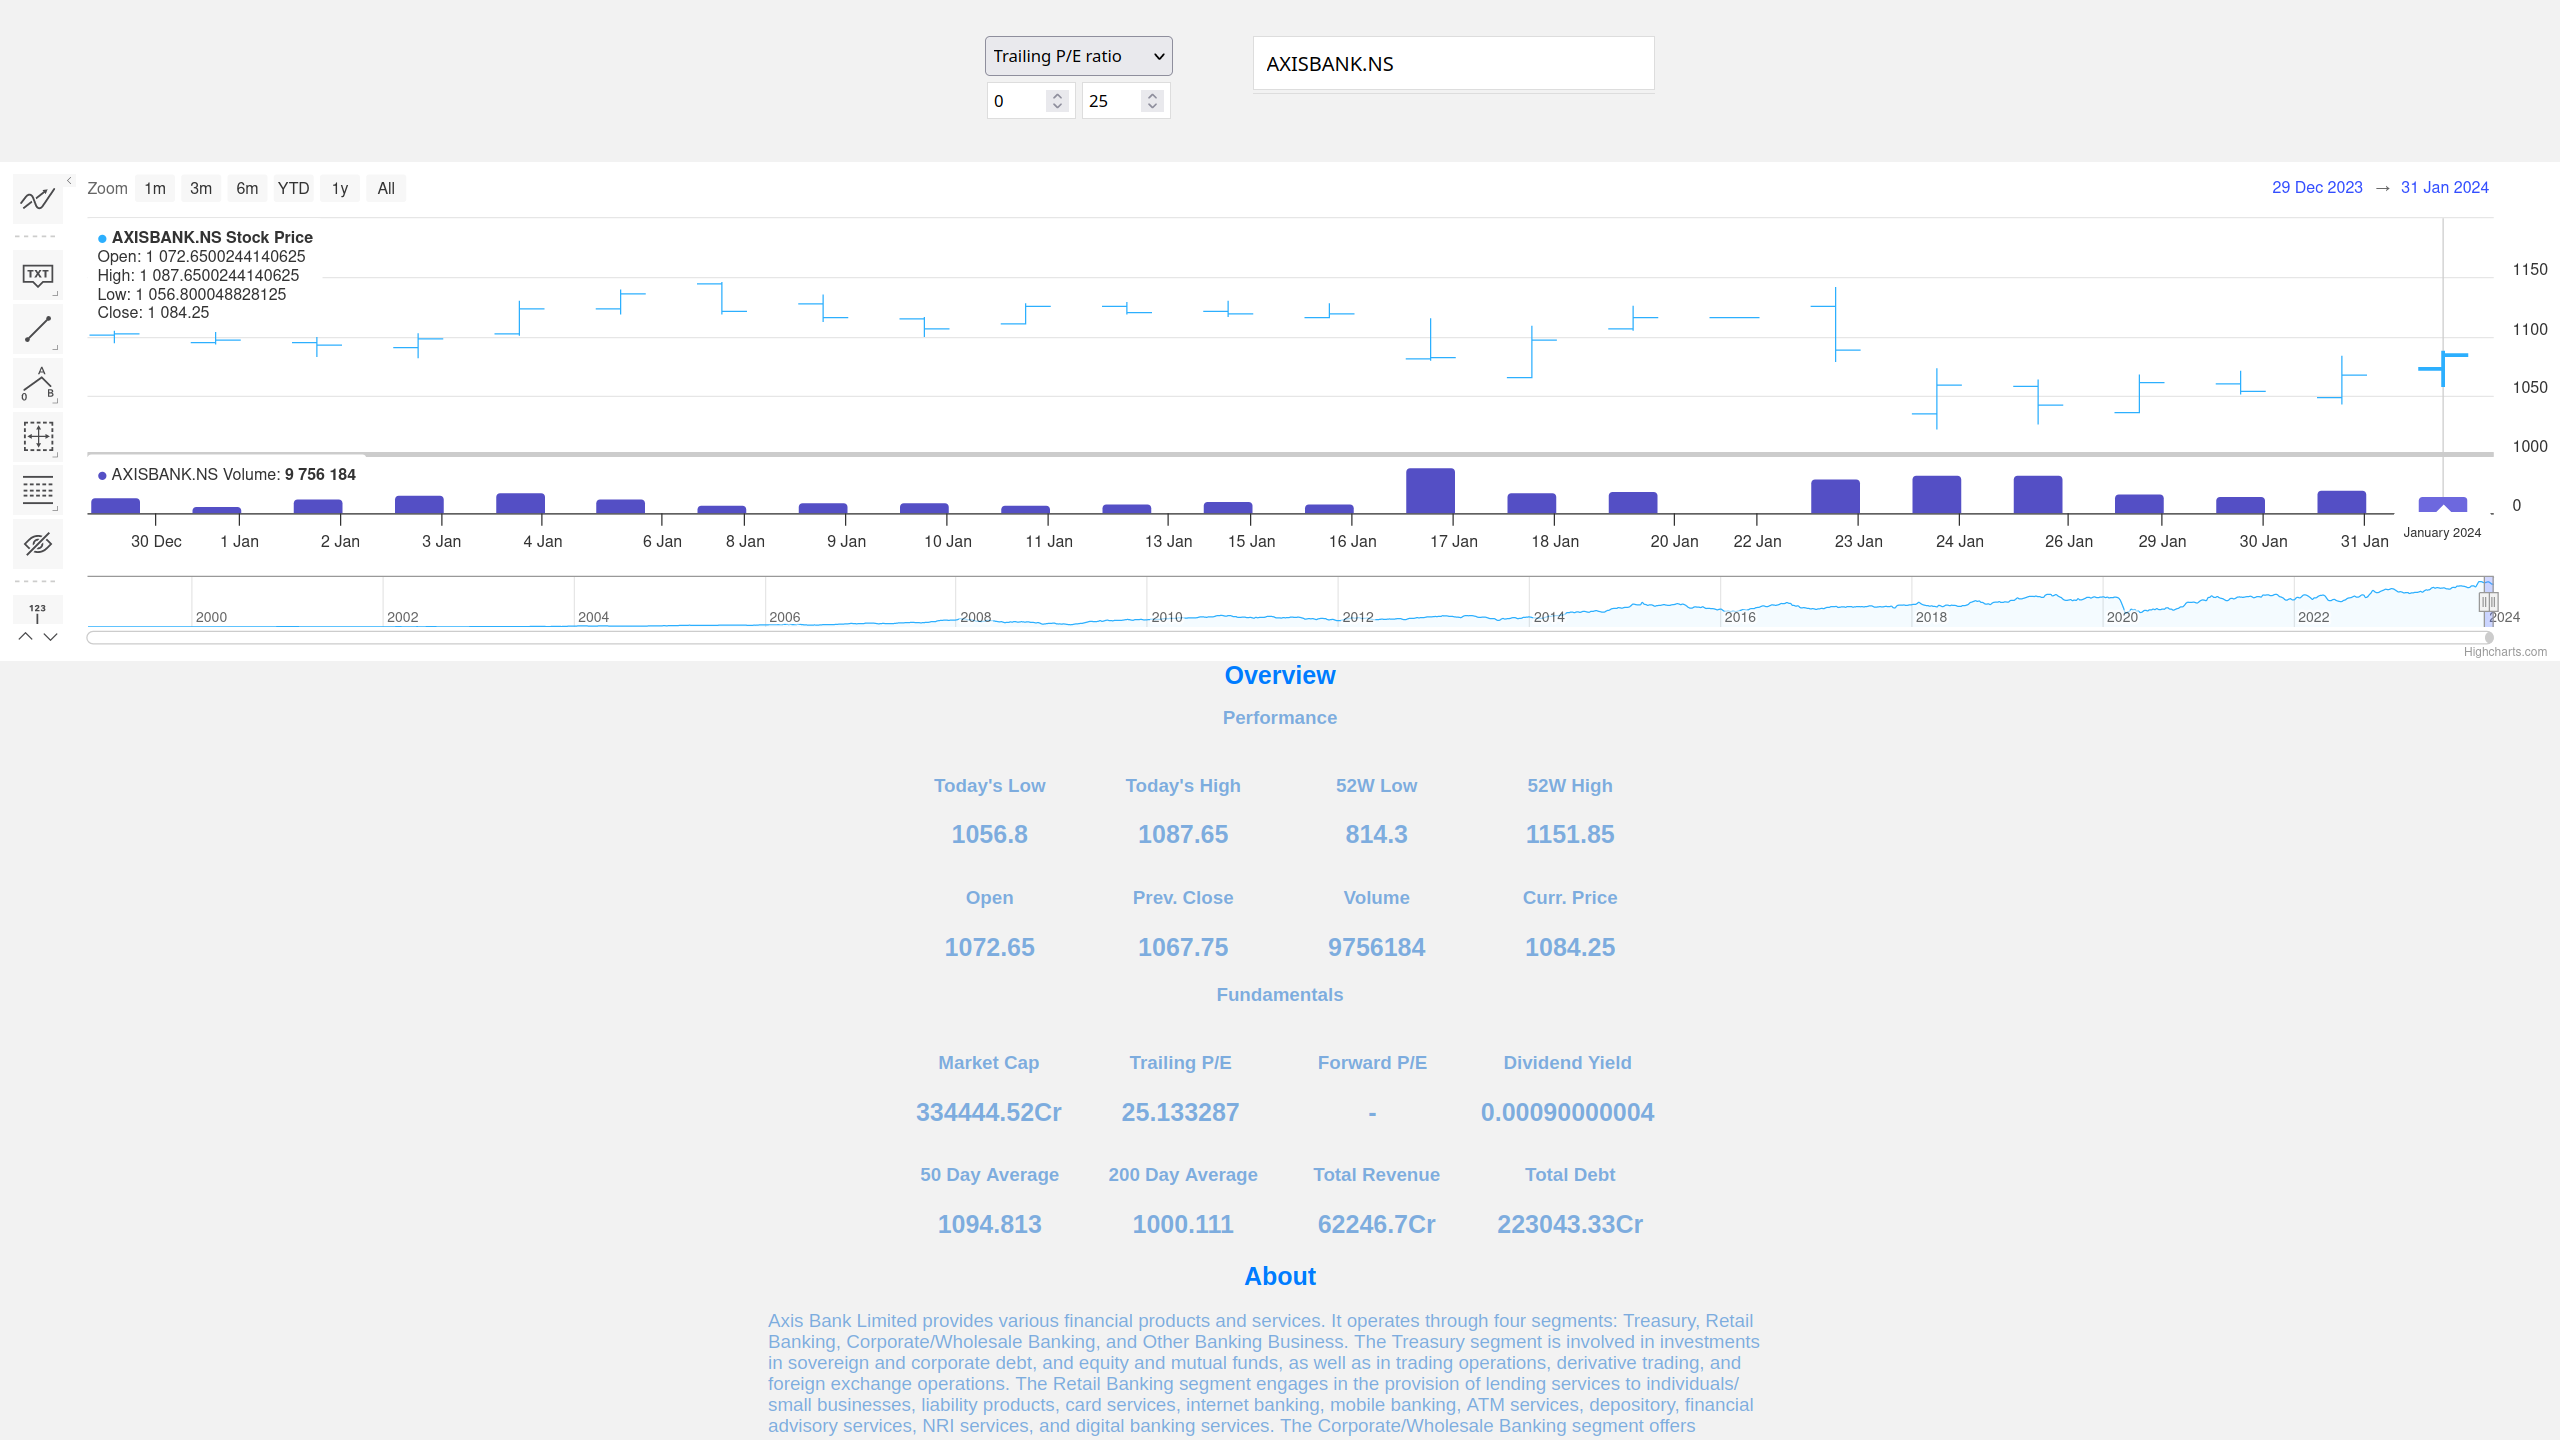 Trailing P/E ratio
AXISBANK.NS
0
25
Zoom 1m 3m 6m YTD 1y All
29 Dec 2023 → 31 Jan 2024
AXISBANK.NS Stock Price
Open: 1 072.6500244140625
High: 1 087.6500244140625
Low: 1 056.800048828125
Close: 1 084.25
TXT
A
0 B
123
1150
1100
1050
1000
AXISBANK.NS Volume: 9 756 184
0
30 Dec 1 Jan 2 Jan 3 Jan 4 Jan 6 Jan 8 Jan 9 Jan 10 Jan 11 Jan 13 Jan 15 Jan 16 Jan 17 Jan 18 Jan 20 Jan 22 Jan 23 Jan 24 Jan 26 Jan 29 Jan 30 Jan 31 Jan January 2024
2000 2002 2004 2006 2008 2010 2012 2014 2016 2018 2020 2022 2024
Highcharts.com
Overview
Performance
Today's Low Today's High 52W Low 52W High
1056.8 1087.65 814.3 1151.85
Open Prev. Close Volume Curr. Price
1072.65 1067.75 9756184 1084.25
Fundamentals
Market Cap Trailing P/E Forward P/E Dividend Yield
334444.52Cr 25.133287 - 0.00090000004
50 Day Average 200 Day Average Total Revenue Total Debt
1094.813 1000.111 62246.7Cr 223043.33Cr
About
Axis Bank Limited provides various financial products and services. It operates through four segments: Treasury, Retail
Banking, Corporate/Wholesale Banking, and Other Banking Business. The Treasury segment is involved in investments
in sovereign and corporate debt, and equity and mutual funds, as well as in trading operations, derivative trading, and
foreign exchange operations. The Retail Banking segment engages in the provision of lending services to individuals/
small businesses, liability products, card services, internet banking, mobile banking, ATM services, depository, financial
advisory services, NRI services, and digital banking services. The Corporate/Wholesale Banking segment offers